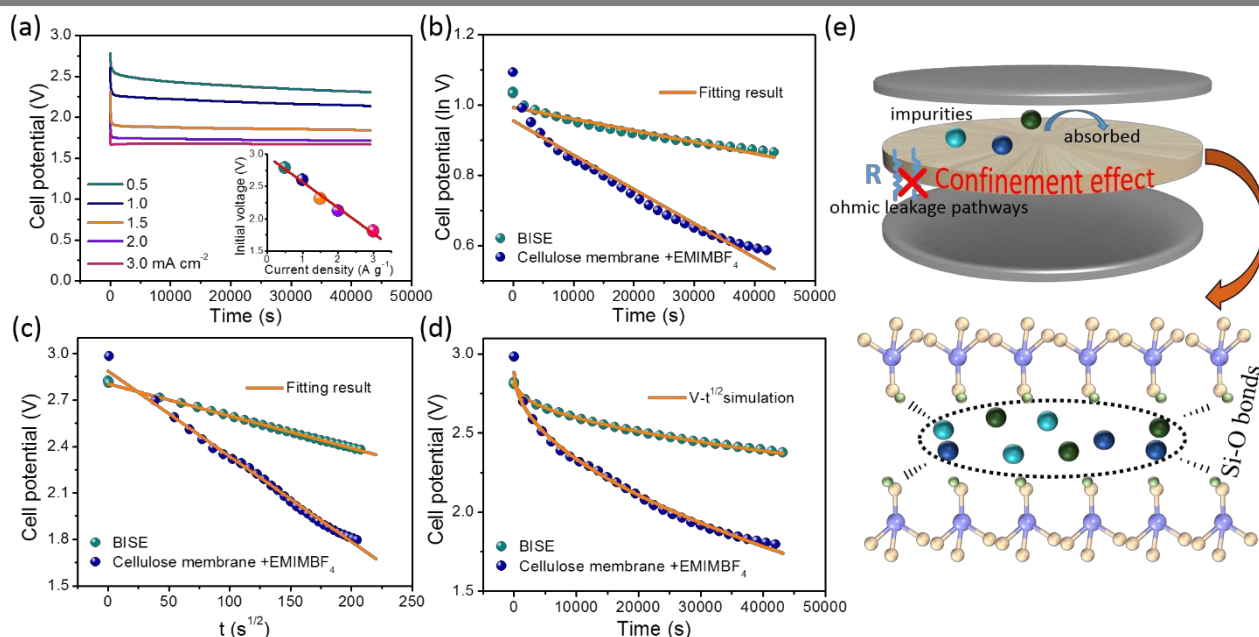 (a)
Cell potential (V)
3.0
2.5
2.0
1.5
1.0
0.5
0.0
0.5
1.0
1.5
2.0
3.0 mA cm⁻²
Initial voltage (V)
3.0
2.5
2.0
1.5
0
1
2
3
Current density (A g⁻¹)
0
10000
20000
30000
40000
50000
Time (s)
(b)
Cell potential (ln V)
1.2
1.0
0.8
0.6
Fitting result
BISE
Cellulose membrane +EMIMBF₄
0
10000
20000
30000
40000
50000
Time (s)
(c)
Cell potential (V)
3.0
2.7
2.4
2.1
1.8
1.5
Fitting result
BISE
Cellulose membrane +EMIMBF₄
0
50
100
150
200
250
t (s¹/²)
(d)
Cell potential (V)
3.0
2.5
2.0
1.5
V-t¹/²simulation
BISE
Cellulose membrane +EMIMBF₄
0
10000
20000
30000
40000
50000
Time (s)
(e)
impurities
absorbed
R
Confinement effect
ohmic leakage pathways
Si-O bonds